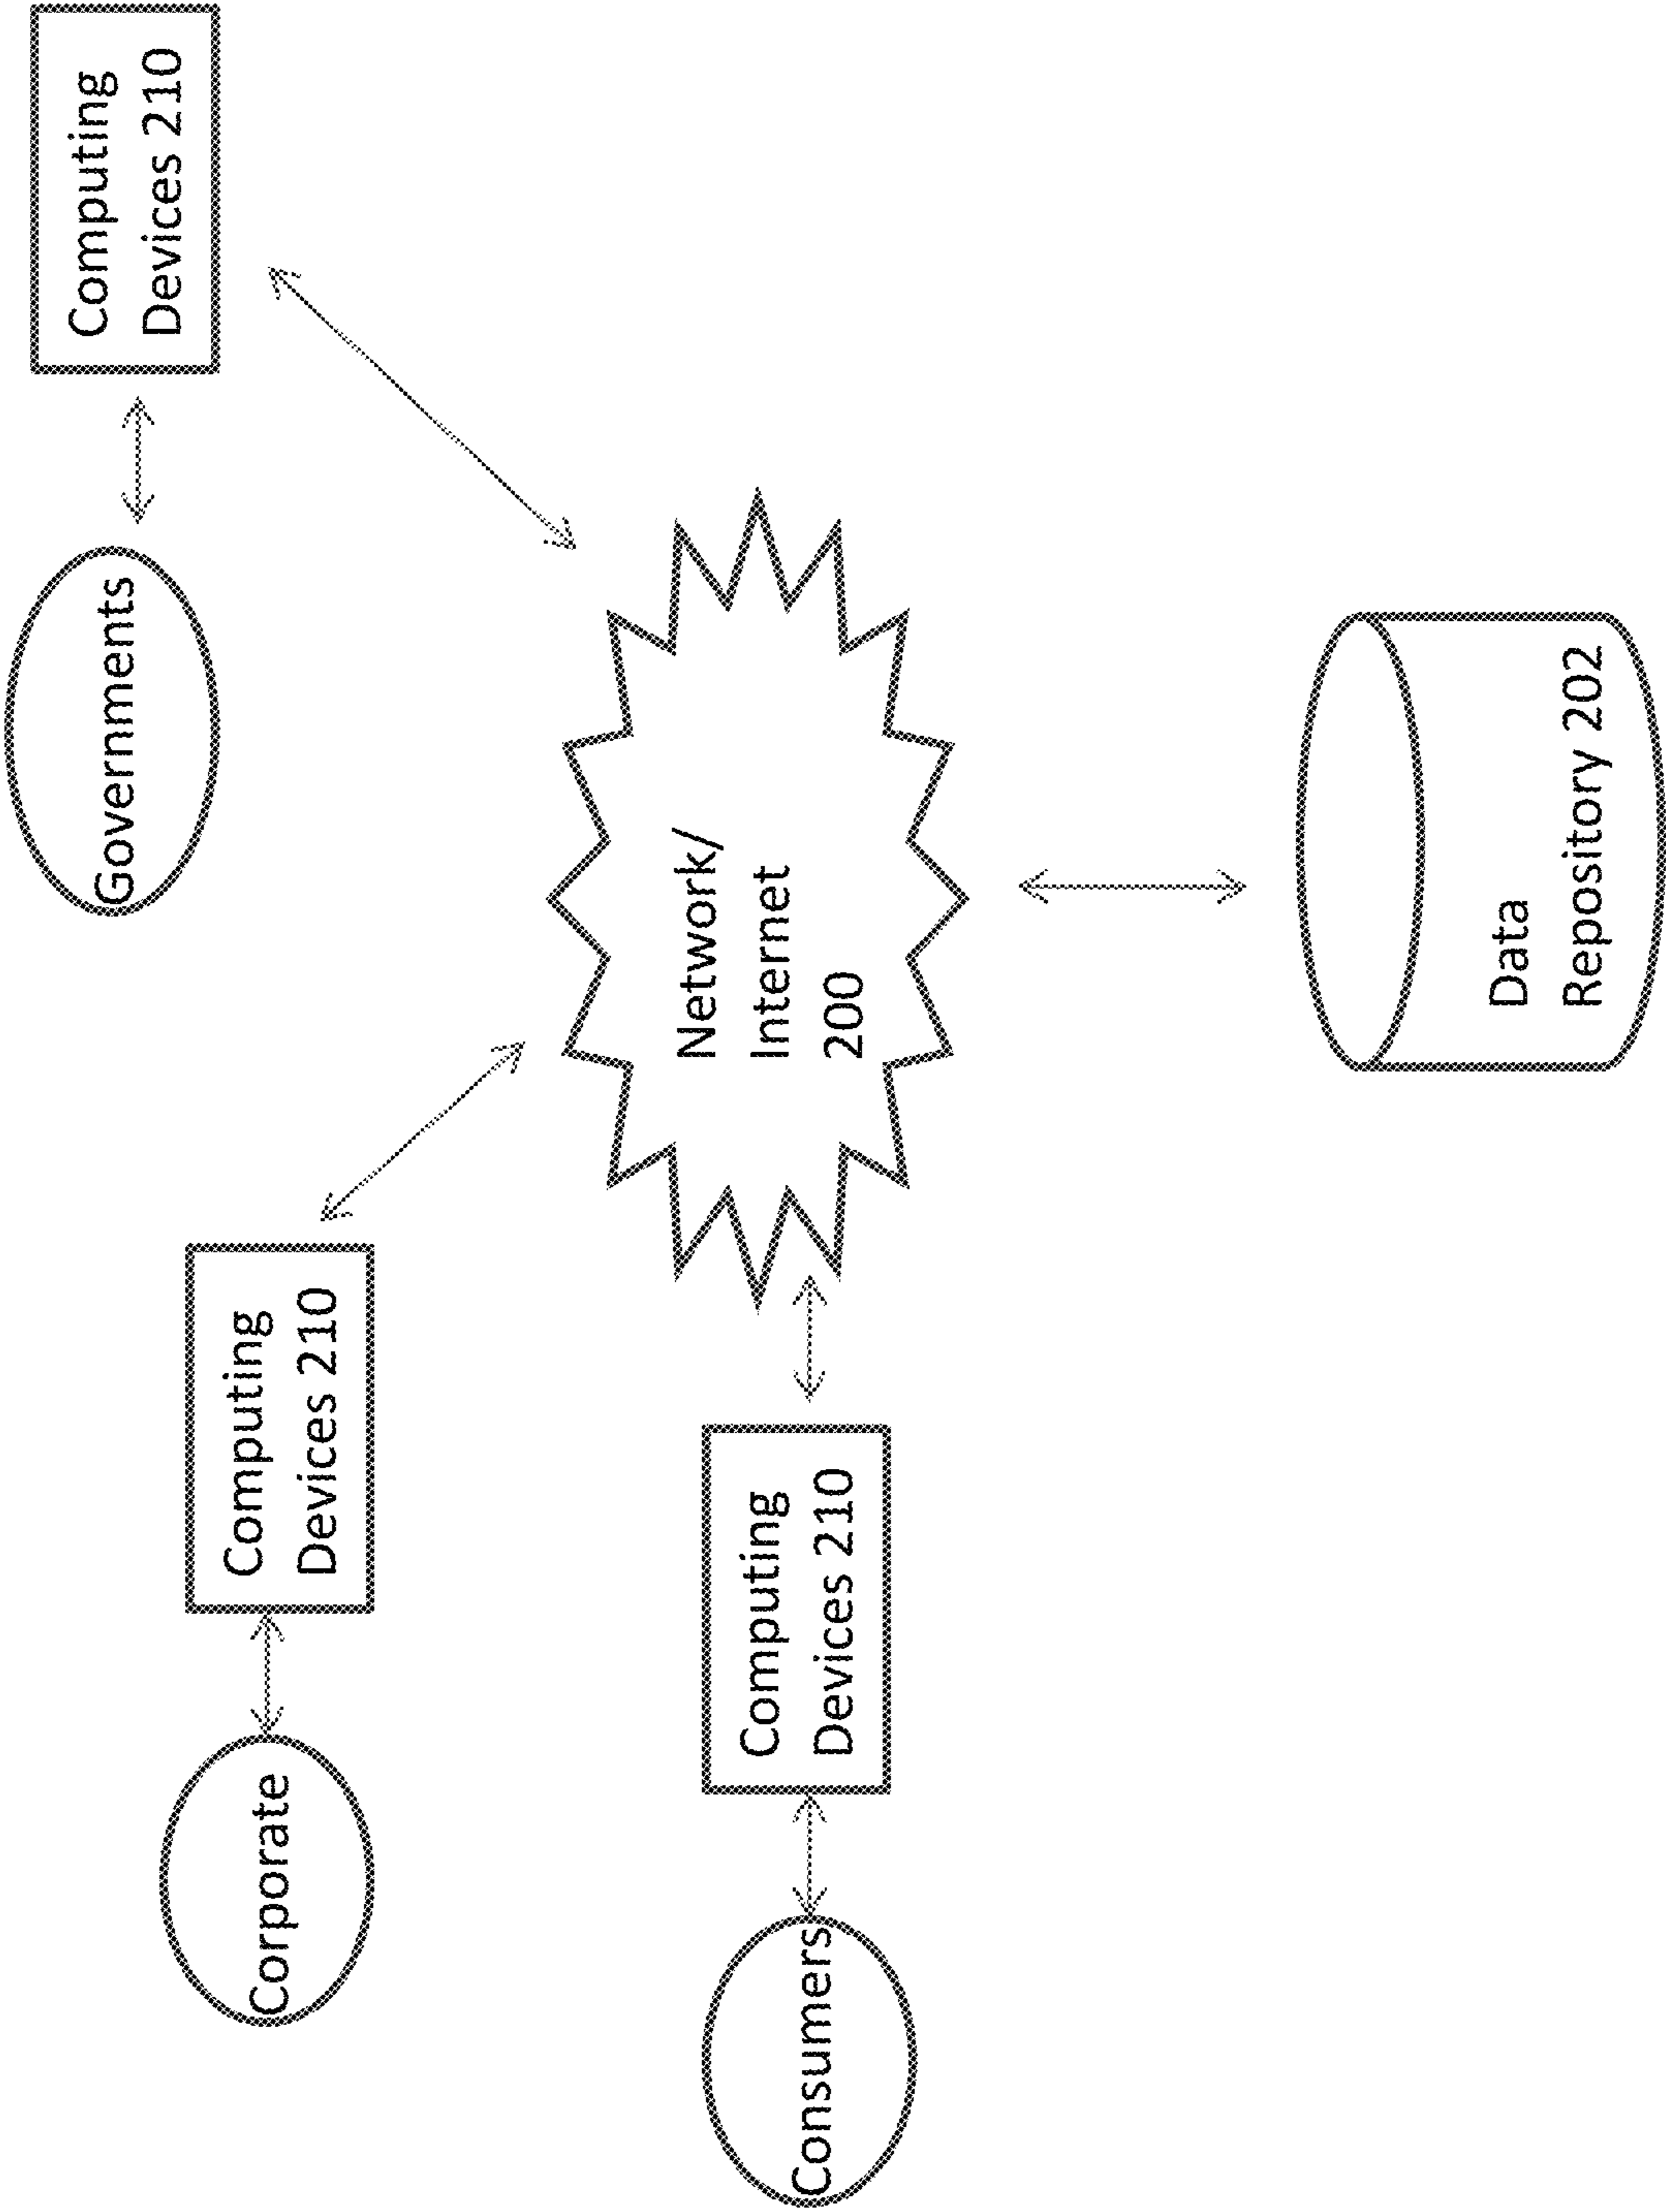 Corporate
Computing
Devices 210
Governments
Computing
Devices 210
Consumers
Computing
Devices 210
Network/
Internet
200
Data
Repository 202